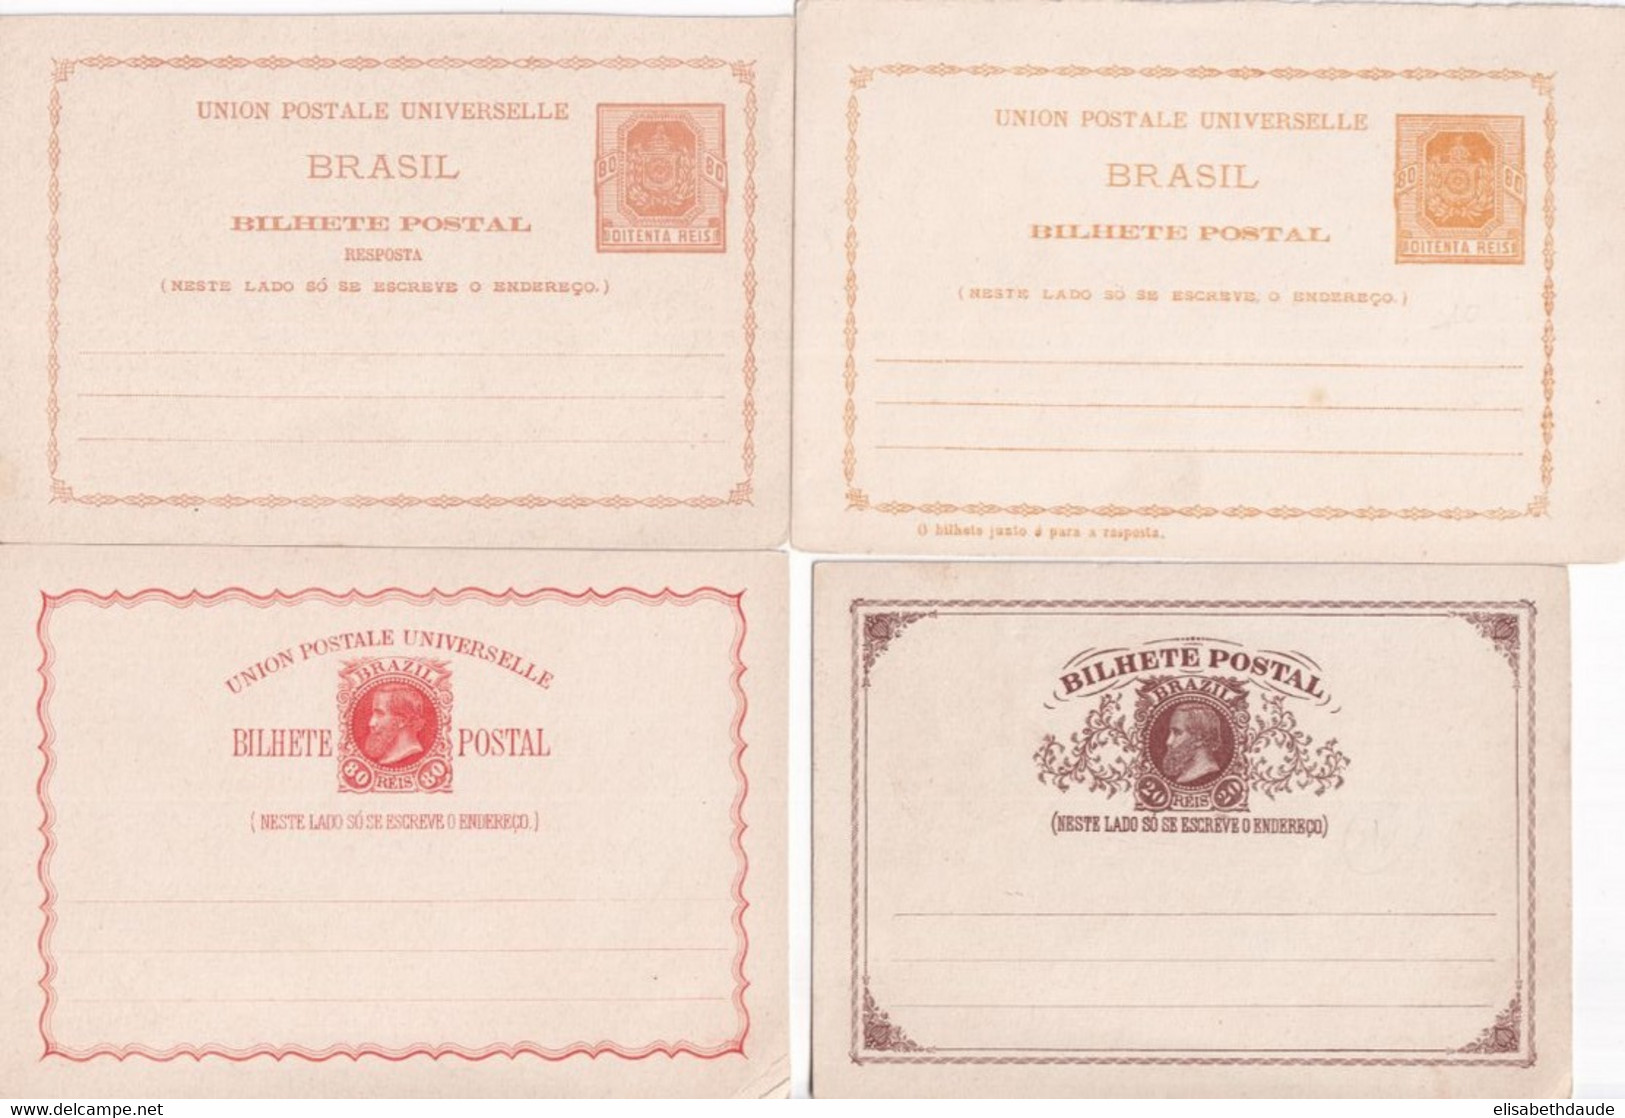 UNION POSTALE UNIVERSELLE
BRASIL
BILHETE POSTAL
RESPOSTA
(NESTE LADO SÓ SE ESCREVE O ENDEREÇO.)
80 80
OITENTA REIS
UNION POSTALE UNIVERSELLE
BRASIL
BILHETE POSTAL
(NESTE LADO SÓ SE ESCREVE O ENDEREÇO.)
80 80
OITENTA REIS
10
O bilhete junto é para a resposta.
UNION POSTALE UNIVERSELLE
BRAZIL
BILHETE POSTAL
80 REIS 80
(NESTE LADO SÓ SE ESCREVE O ENDEREÇO.)
BILHETE POSTAL
BRAZIL
20 REIS 20
(NESTE LADO SÓ SE ESCREVE O ENDEREÇO)
elisabethdaude